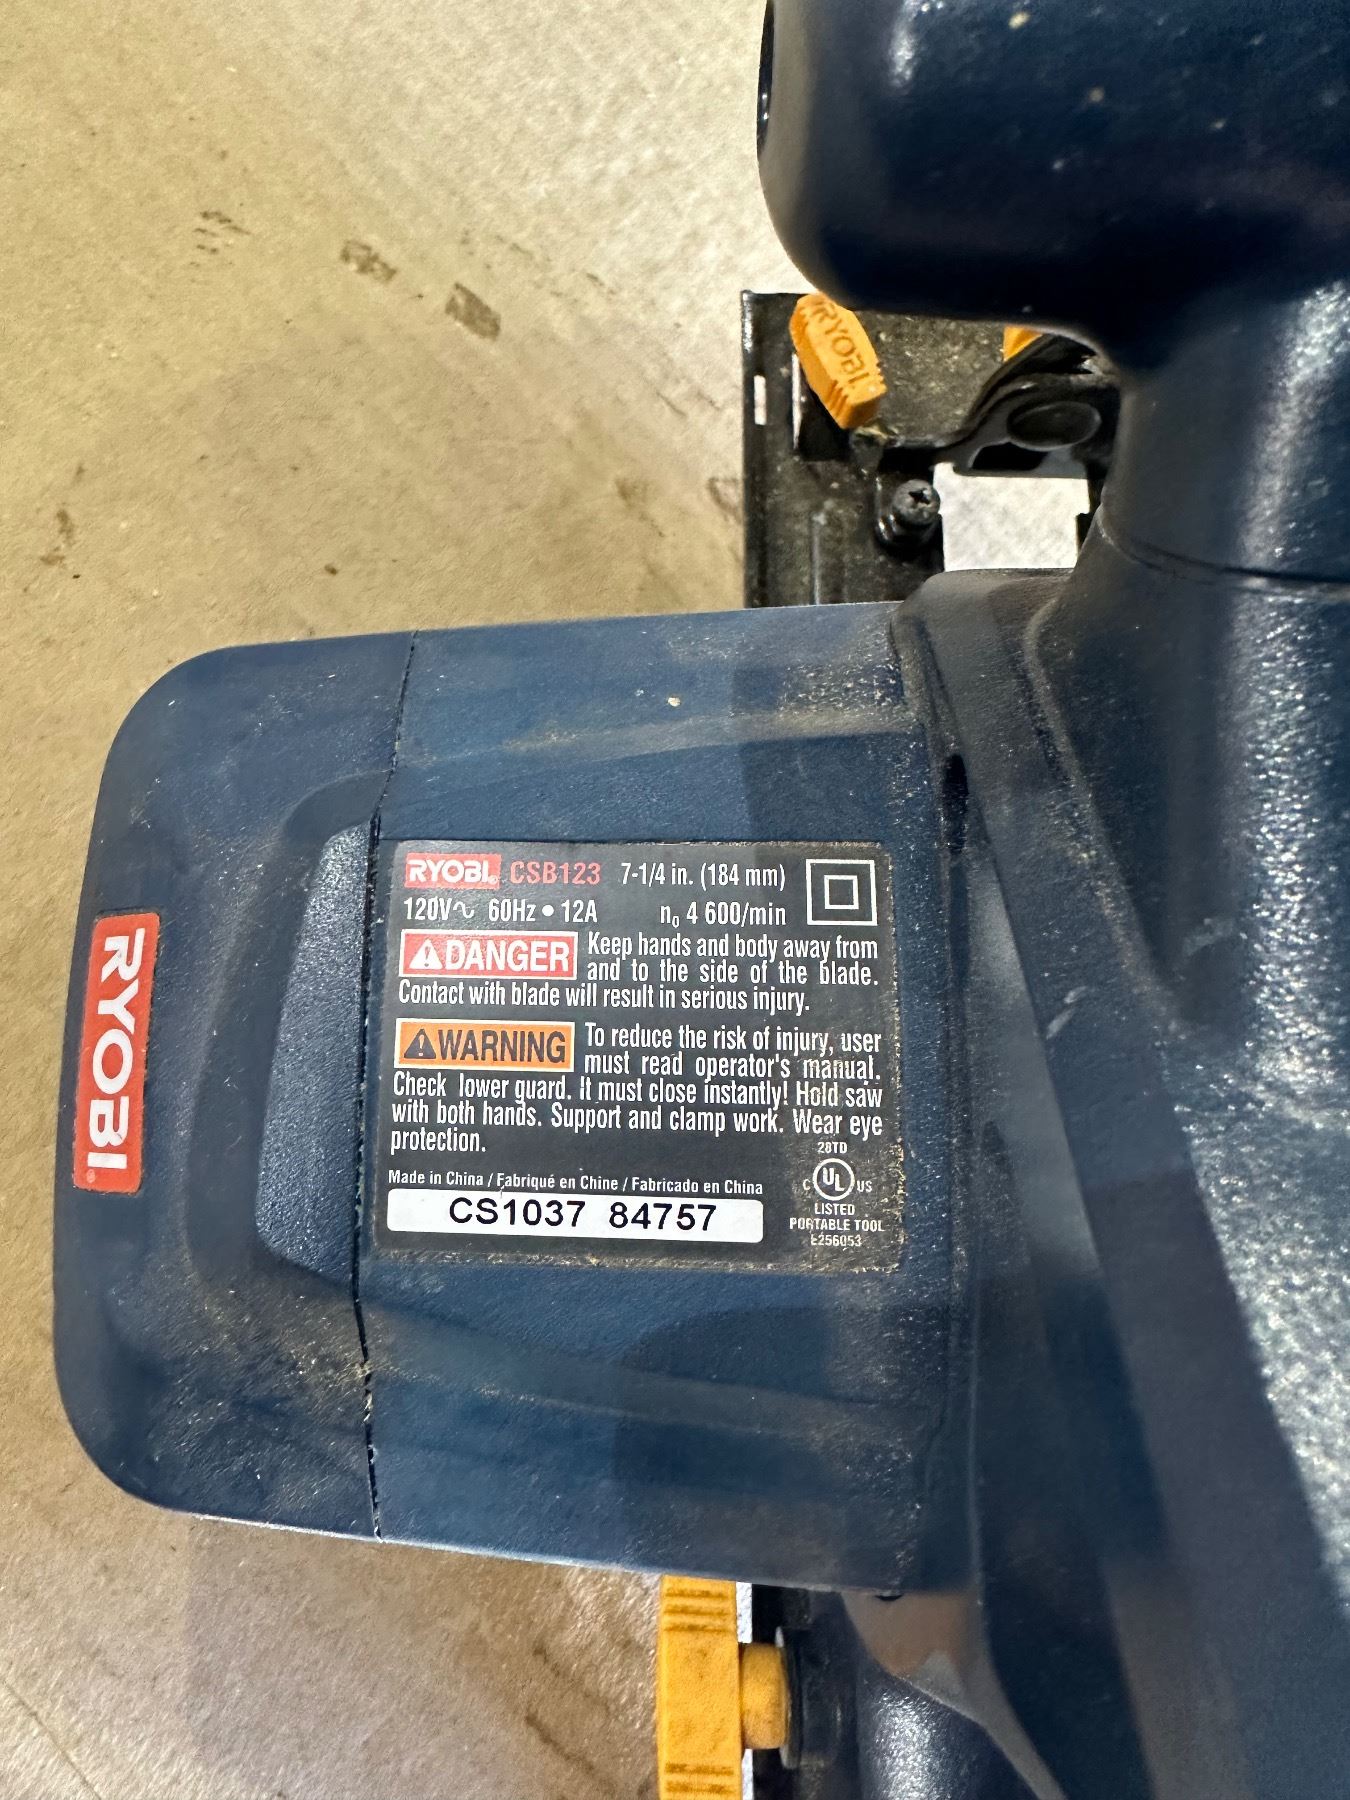 RYOBI
RYOBI
RYOBI. CSB123 7-1/4 in. (184 mm)
120V∿ 60Hz • 12A n₀ 4 600/min
DANGER Keep hands and body away from
and to the side of the blade.
Contact with blade will result in serious injury.
WARNING To reduce the risk of injury, user
must read operator's manual.
Check lower guard. It must close instantly! Hold saw
with both hands. Support and clamp work. Wear eye
protection.
Made in China / Fabriqué en Chine / Fabricado en China
CS1037 84757
28TD
C UL US
LISTED
PORTABLE TOOL
E256053